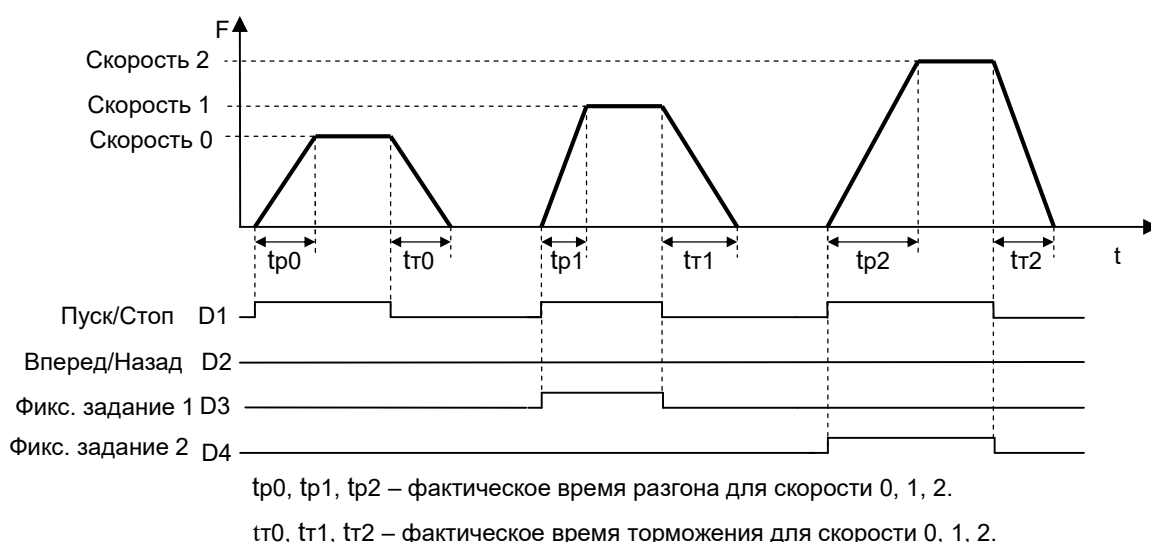 F
Скорость 2
Скорость 1
Скорость 0
tр0
tт0
tр1
tт1
tр2
tт2
t
Пуск/Стоп D1
Вперед/Назад D2
Фикс. задание 1 D3
Фикс. задание 2 D4
tр0, tр1, tр2 – фактическое время разгона для скорости 0, 1, 2.
tт0, tт1, tт2 – фактическое время торможения для скорости 0, 1, 2.